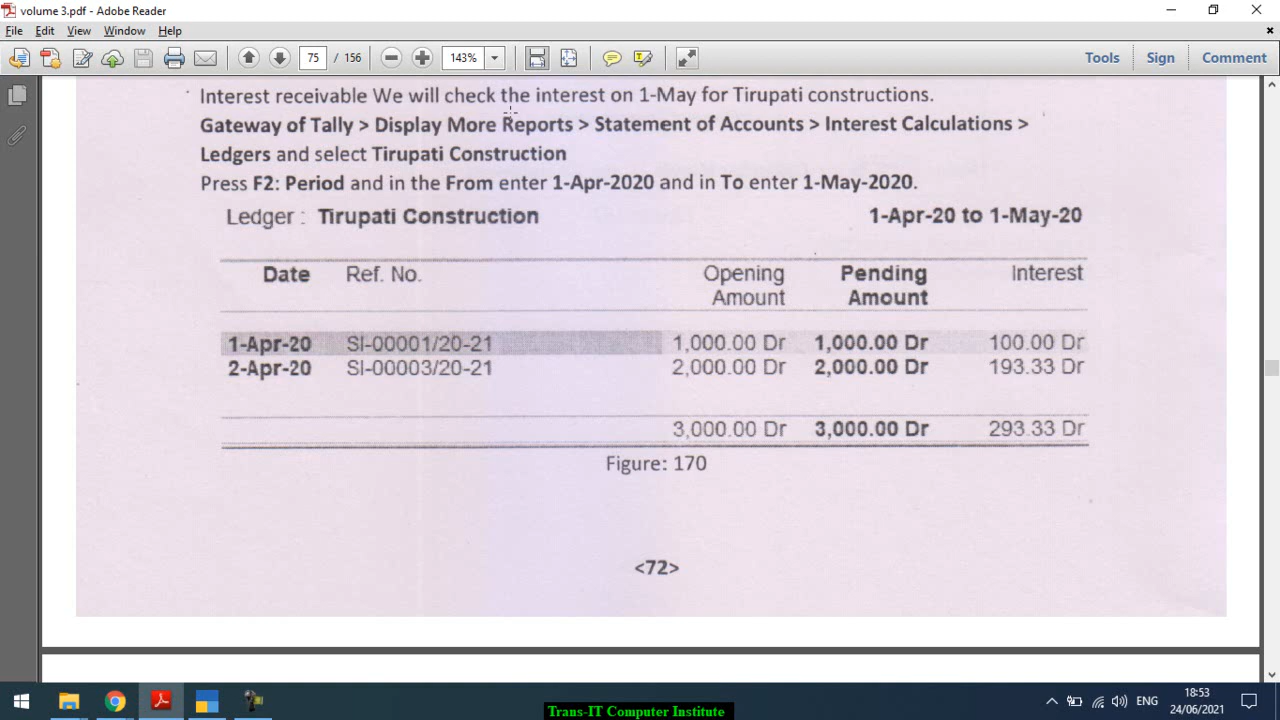 volume 3.pdf - Adobe Reader
File Edit View Window Help
75 / 156 143% Tools Sign Comment
Interest receivable We will check the interest on 1-May for Tirupati constructions.
Gateway of Tally > Display More Reports > Statement of Accounts > Interest Calculations >
Ledgers and select Tirupati Construction
Press F2: Period and in the From enter 1-Apr-2020 and in To enter 1-May-2020.
Ledger : Tirupati Construction 1-Apr-20 to 1-May-20
Date Ref. No. Opening Pending Interest
Amount Amount
1-Apr-20 SI-00001/20-21 1,000.00 Dr 1,000.00 Dr 100.00 Dr
2-Apr-20 SI-00003/20-21 2,000.00 Dr 2,000.00 Dr 193.33 Dr
3,000.00 Dr 3,000.00 Dr 293.33 Dr
Figure: 170
<72>
ENG 18:53
24/06/2021
Trans-IT Computer Institute